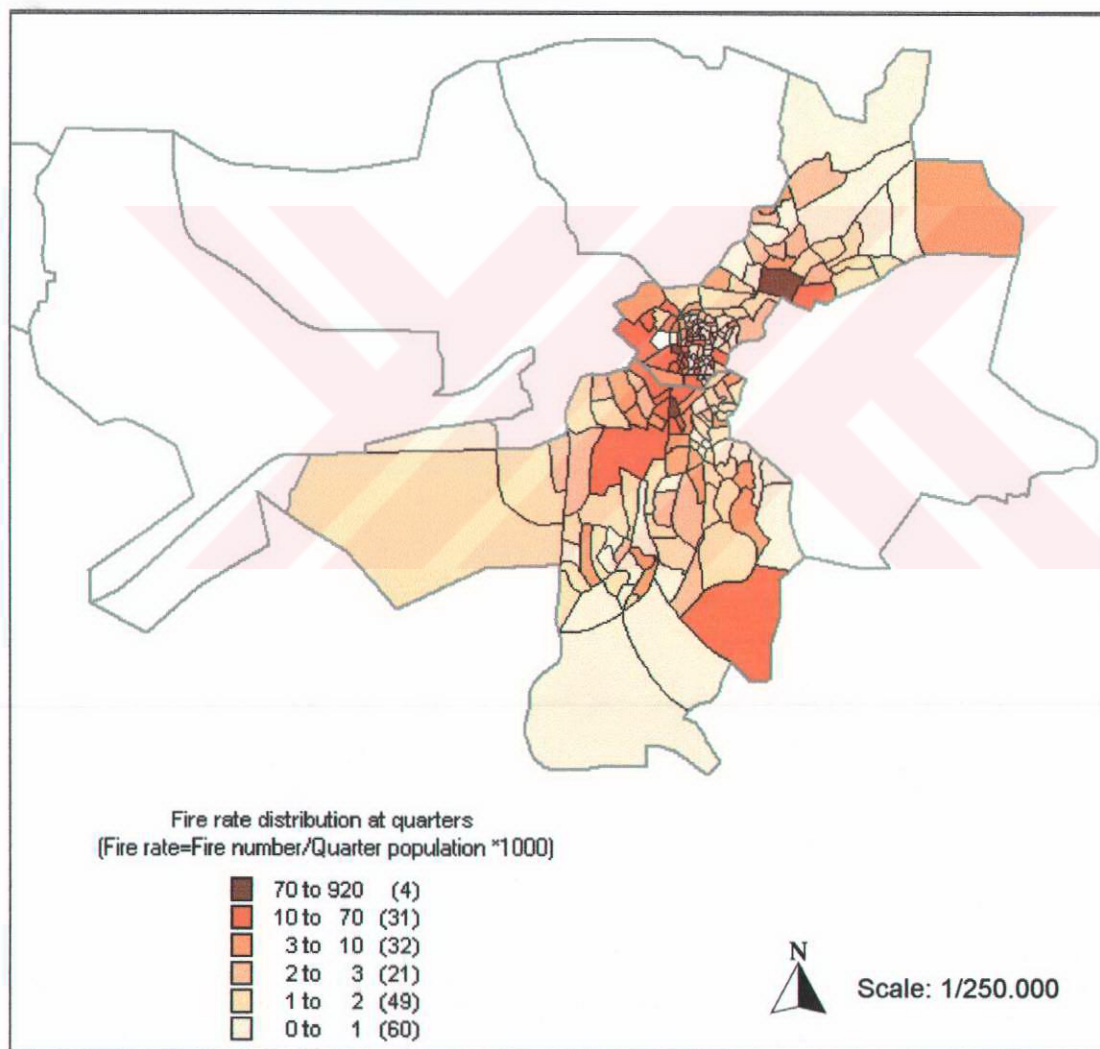 Fire rate distribution at quarters
(Fire rate=Fire number/Quarter population *1000)
70 to 920 (4)
10 to 70 (31)
3 to 10 (32)
2 to 3 (21)
1 to 2 (49)
0 to 1 (60)
N
Scale: 1/250.000